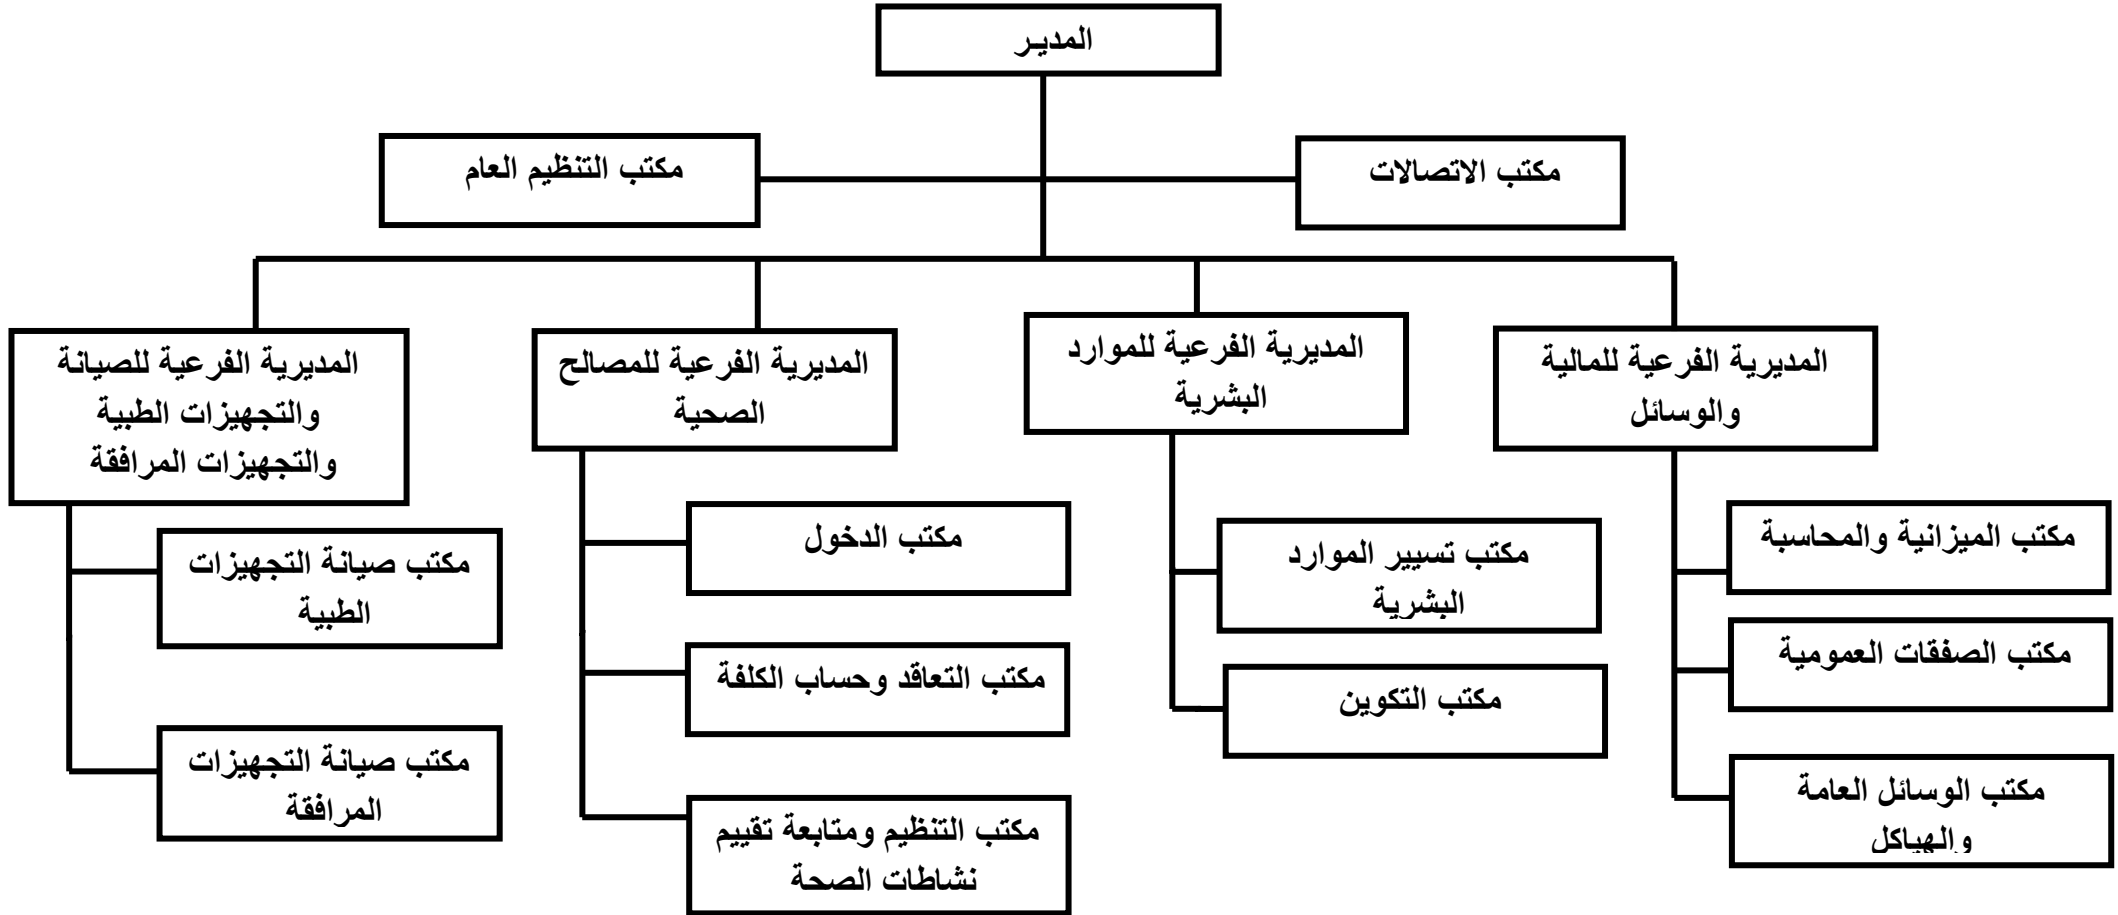 المديـر
مكتب الاتصالات
مكتب التنظيم العام
المديرية الفرعية للمالية
والوسائل
المديرية الفرعية للموارد
البشرية
المديرية الفرعية للمصالح
الصحية
المديرية الفرعية للصيانة
والتجهيزات الطبية
والتجهيزات المرافقة
مكتب الميزانية والمحاسبة
مكتب الصفقات العمومية
مكتب الوسائل العامة
والهياكل
مكتب تسيير الموارد
البشرية
مكتب التكوين
مكتب الدخول
مكتب التعاقد وحساب الكلفة
مكتب التنظيم ومتابعة تقييم
نشاطات الصحة
مكتب صيانة التجهيزات
الطبية
مكتب صيانة التجهيزات
المرافقة